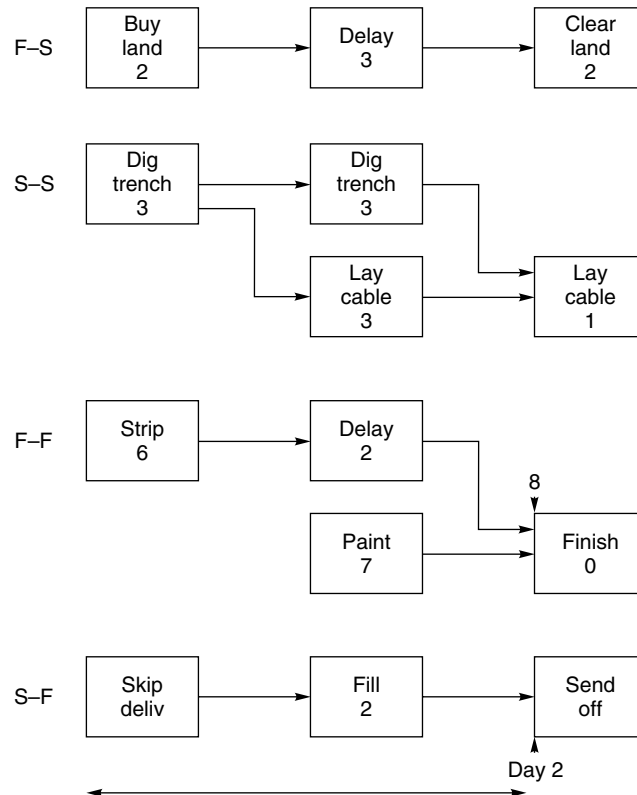 F–S
Buy
land
2
Delay
3
Clear
land
2
S–S
Dig
trench
3
Dig
trench
3
Lay
cable
3
Lay
cable
1
F–F
Strip
6
Delay
2
8
Paint
7
Finish
0
S–F
Skip
deliv
Fill
2
Send
off
Day 2